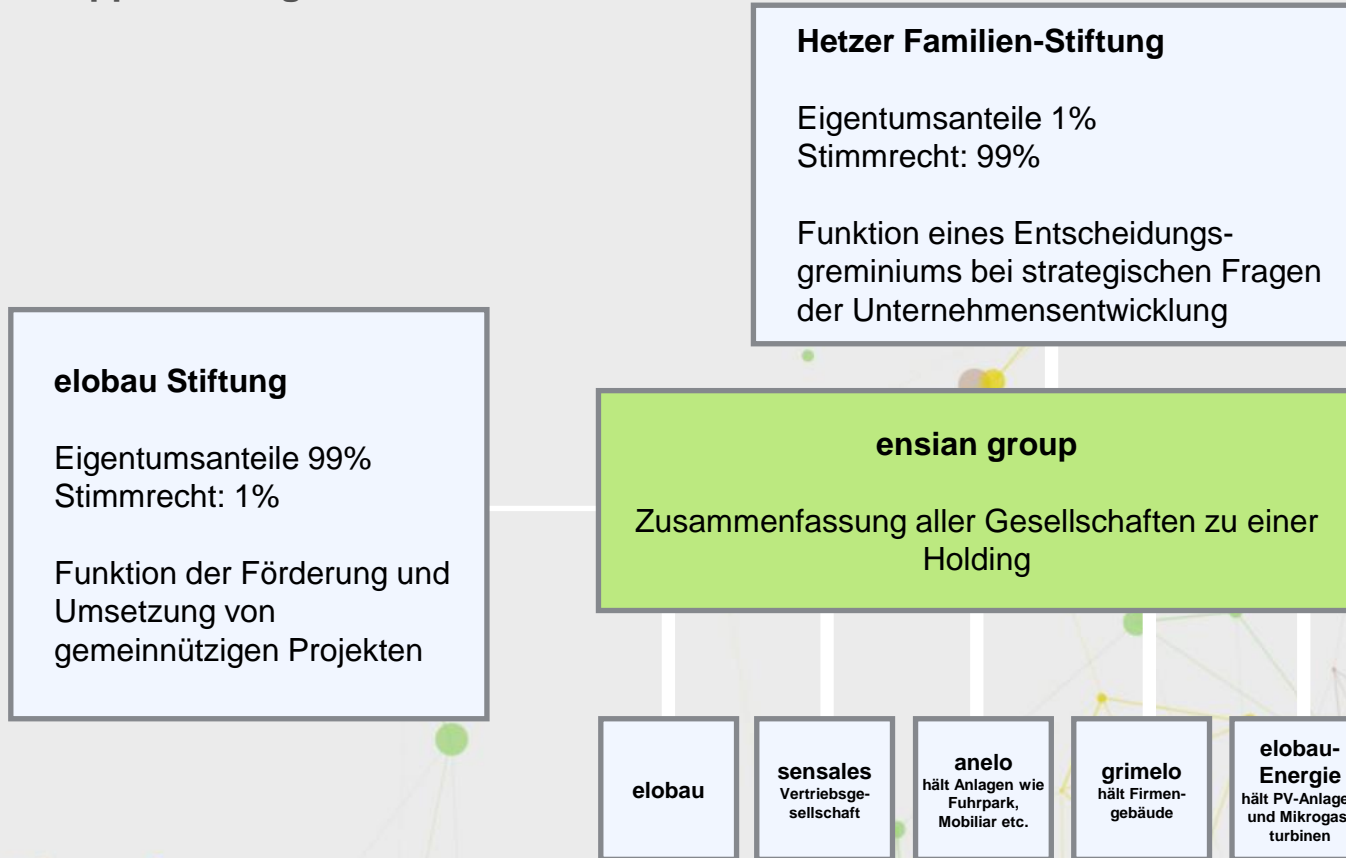 Hetzer Familien-Stiftung
Eigentumsanteile 1%
Stimmrecht: 99%
Funktion eines Entscheidungs-
greminiums bei strategischen Fragen
der Unternehmensentwicklung
elobau Stiftung
Eigentumsanteile 99%
Stimmrecht: 1%
Funktion der Förderung und
Umsetzung von
gemeinnützigen Projekten
ensian group
Zusammenfassung aller Gesellschaften zu einer
Holding
elobau
sensales
Vertriebsge-
sellschaft
anelo
hält Anlagen wie
Fuhrpark,
Mobiliar etc.
grimelo
hält Firmen-
gebäude
elobau-
Energie
hält PV-Anlage
und Mikrogas
turbinen